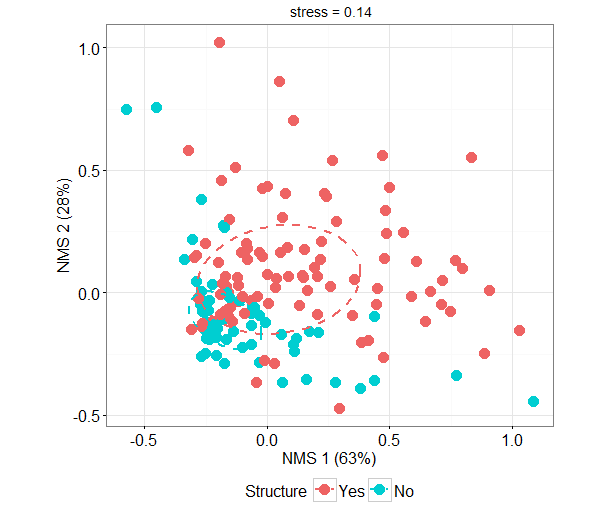 stress = 0.14
1.0
0.5
0.0
-0.5
NMS 2 (28%)
-0.5 0.0 0.5 1.0
NMS 1 (63%)
Structure Yes No